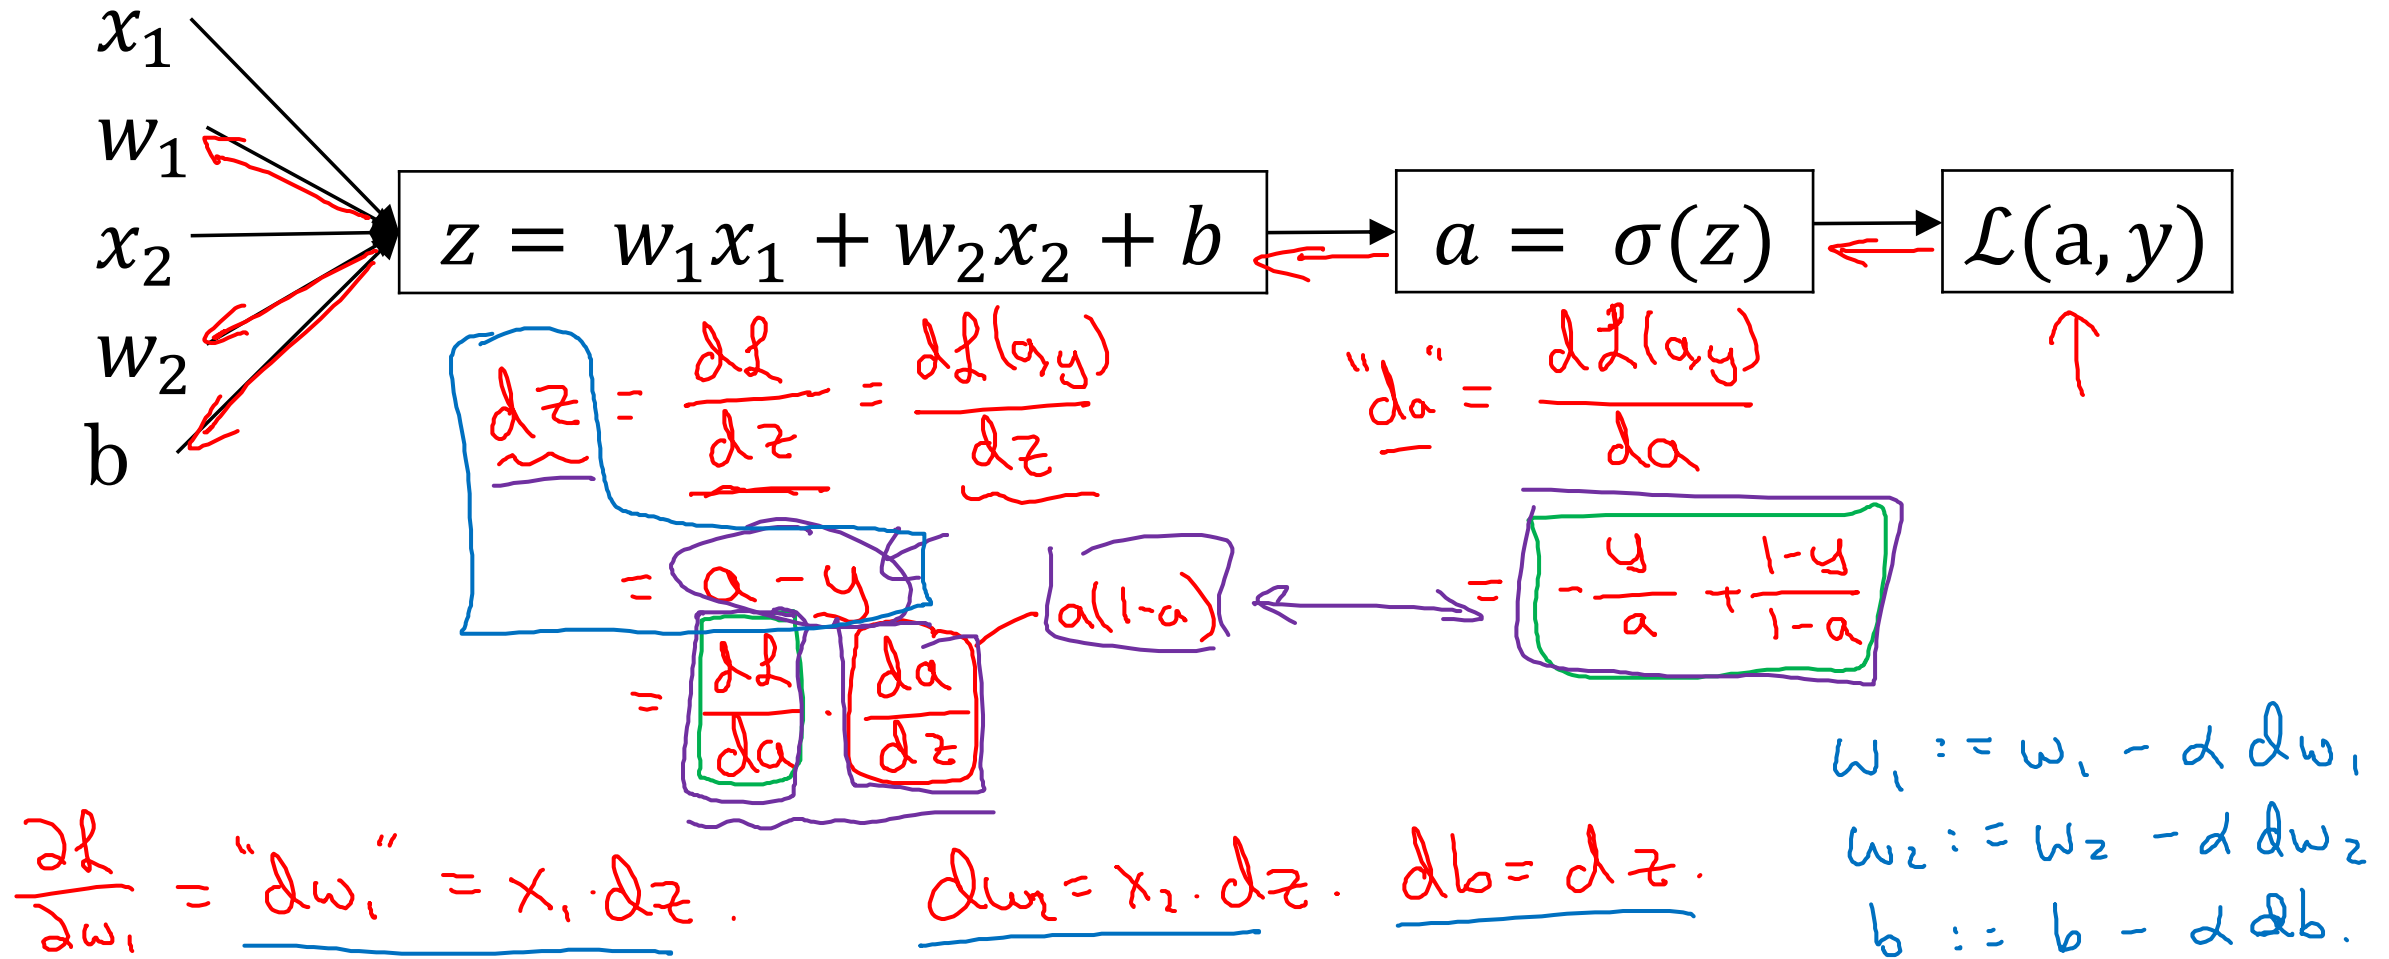 x₁
w₁
x₂
w₂
b
z = w₁x₁ + w₂x₂ + b
a = σ(z)
ℒ(a, y)
dz = dℒ/dz = dℒ(a,y)/dz
"da" = dℒ(a,y)/da
= a - y
a(1-a)
= - y/a + (1-y)/(1-a)
= dℒ/da · da/dz
∂ℒ/∂w₁ = "dw₁" = x₁·dz.
dw₂ = x₂·dz.
db = dz.
w₁ := w₁ - α dw₁
w₂ := w₂ - α dw₂
b := b - α db.